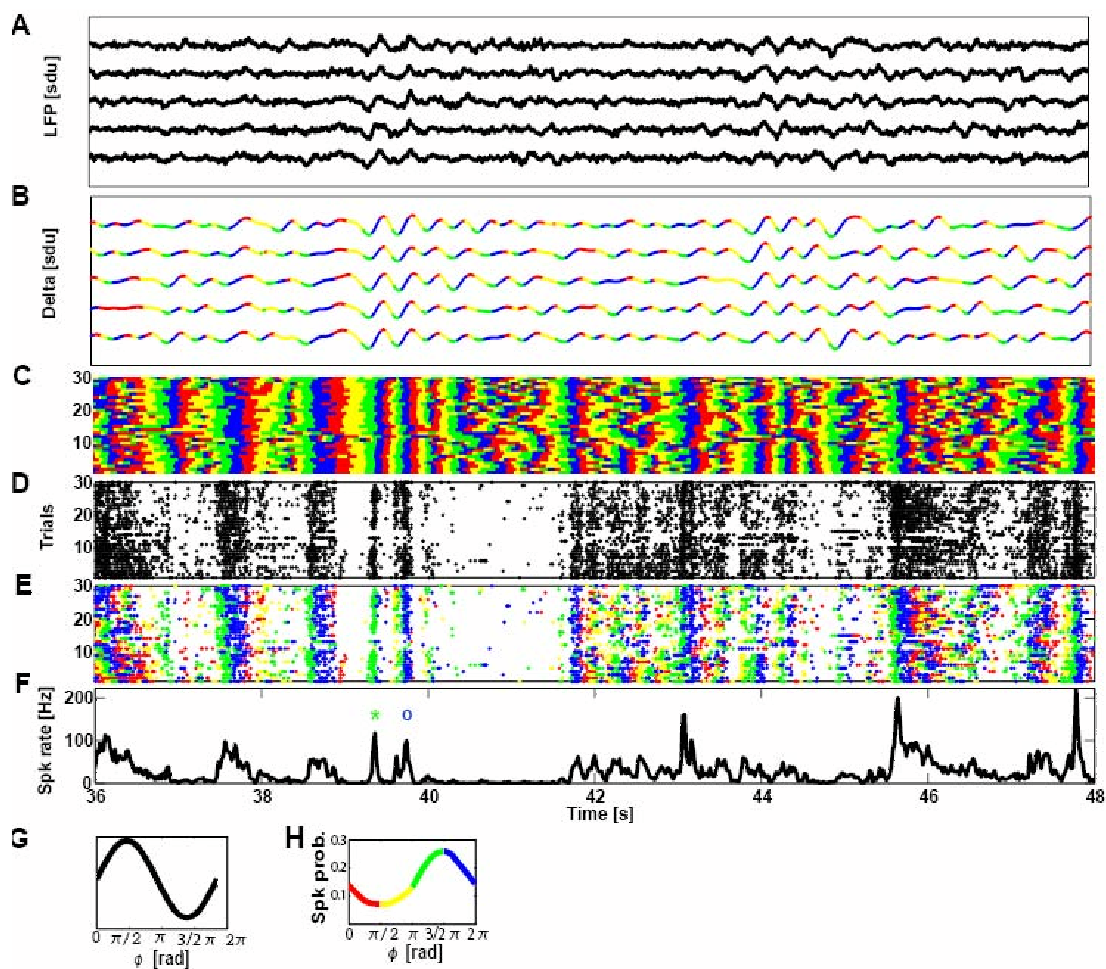 A
LFP [sdu]
B
Delta [sdu]
C
30
20
10
D
30
20
10
Trials
E
30
20
10
F
200
100
0
Spk rate [Hz]
* o
36 38 40 42 44 46 48
Time [s]
G
0 π/2 π 3/2 π 2π
ϕ [rad]
H
Spk prob.
0.3
0.2
0.1
0 π/2 π 3/2 π 2π
ϕ [rad]